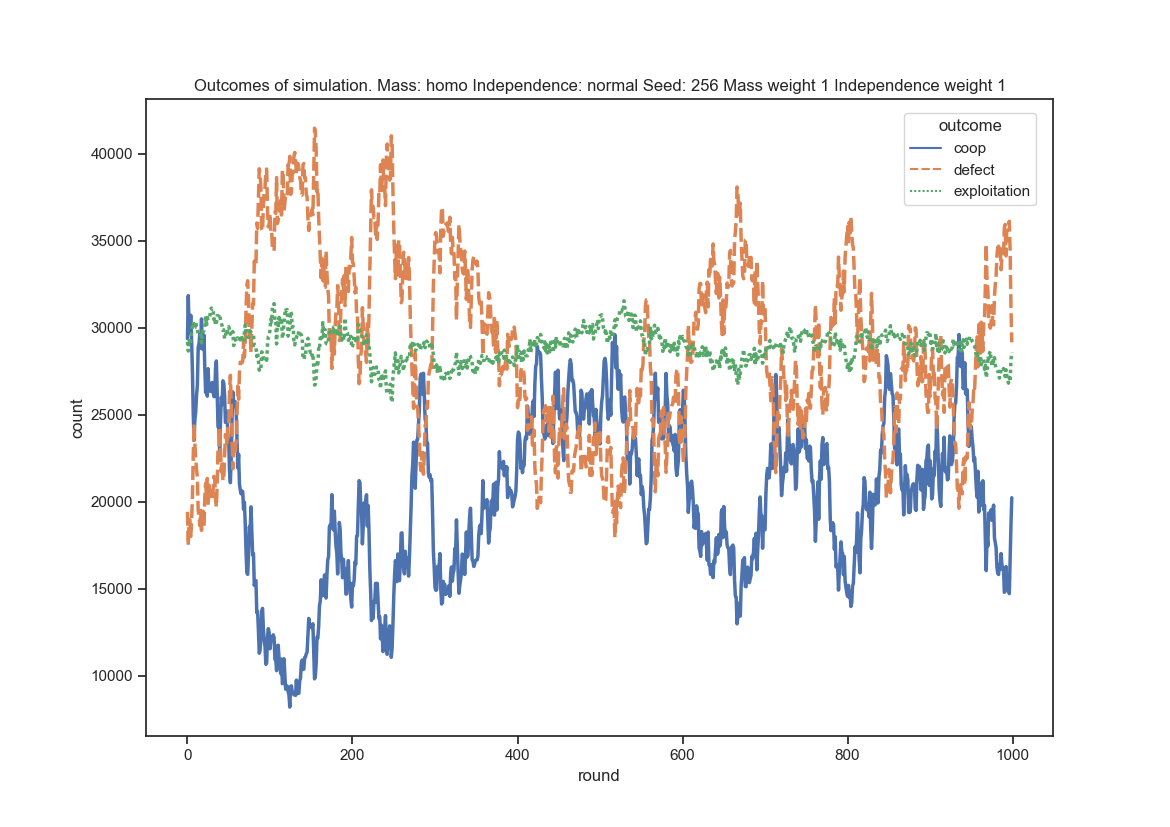 Outcomes of simulation. Mass: homo Independence: normal Seed: 256 Mass weight 1 Independence weight 1
outcome
coop
defect
exploitation
40000
35000
30000
25000
20000
15000
10000
count
0 200 400 600 800 1000
round